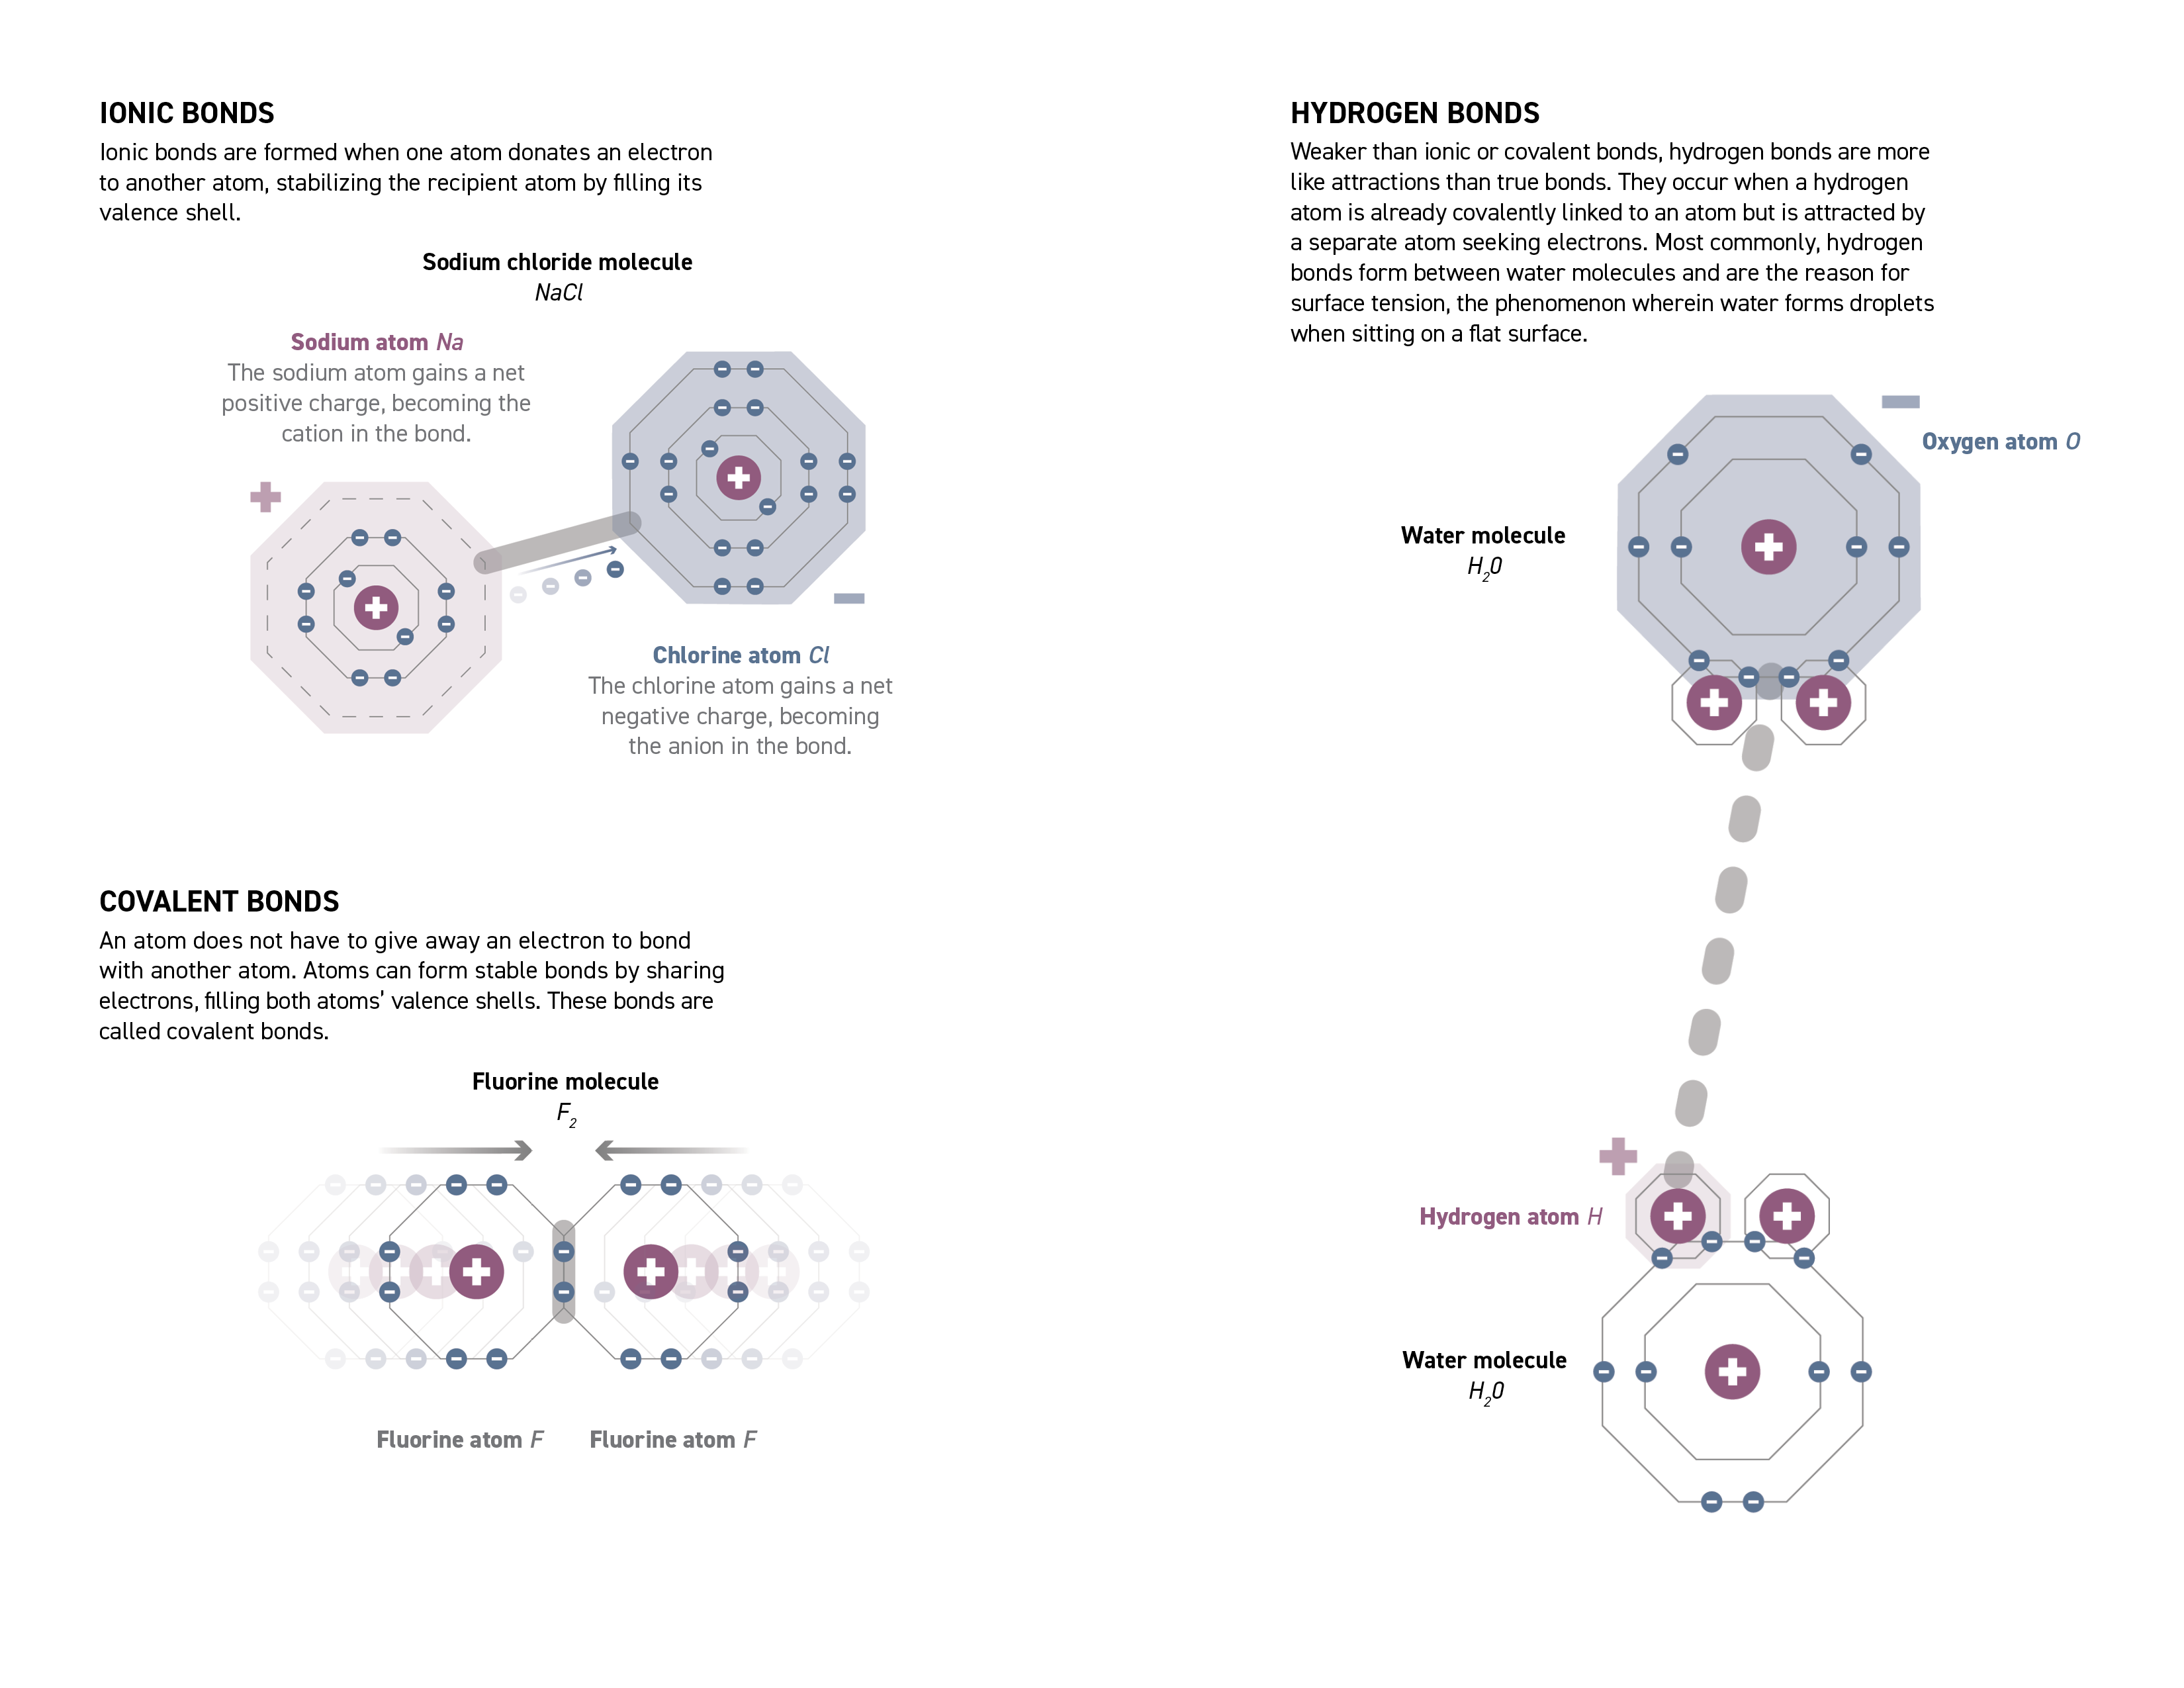 IONIC BONDS
Ionic bonds are formed when one atom donates an electron
to another atom, stabilizing the recipient atom by filling its
valence shell.
Sodium chloride molecule
NaCl
Sodium atom Na
The sodium atom gains a net
positive charge, becoming the
cation in the bond.
Chlorine atom Cl
The chlorine atom gains a net
negative charge, becoming
the anion in the bond.
COVALENT BONDS
An atom does not have to give away an electron to bond
with another atom. Atoms can form stable bonds by sharing
electrons, filling both atoms’ valence shells. These bonds are
called covalent bonds.
Fluorine molecule
F₂
Fluorine atom F
Fluorine atom F
HYDROGEN BONDS
Weaker than ionic or covalent bonds, hydrogen bonds are more
like attractions than true bonds. They occur when a hydrogen
atom is already covalently linked to an atom but is attracted by
a separate atom seeking electrons. Most commonly, hydrogen
bonds form between water molecules and are the reason for
surface tension, the phenomenon wherein water forms droplets
when sitting on a flat surface.
Oxygen atom O
Water molecule
H₂0
Hydrogen atom H
Water molecule
H₂0